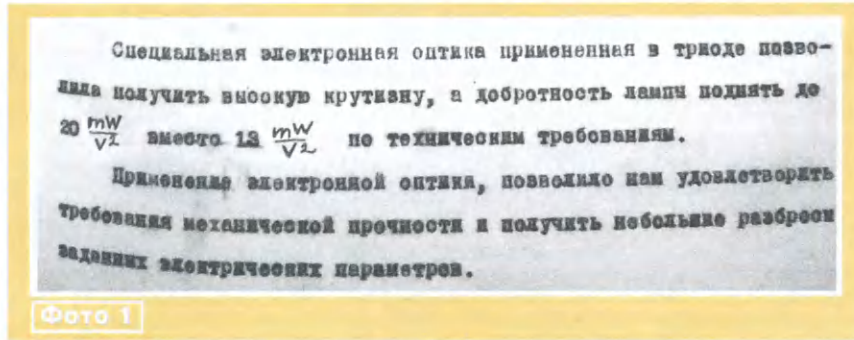 Специальная электронная оптика примененная в триоде позво-
лила получить высокую крутизну, а добротность лампы поднять до
20 mW/V² вместо 13 mW/V² по техническим требованиям.
Применение электронной оптики, позволило нам удовлетворить
требования механической прочности и получить небольшие разбросы
заданных электрических параметров.
Фото 1